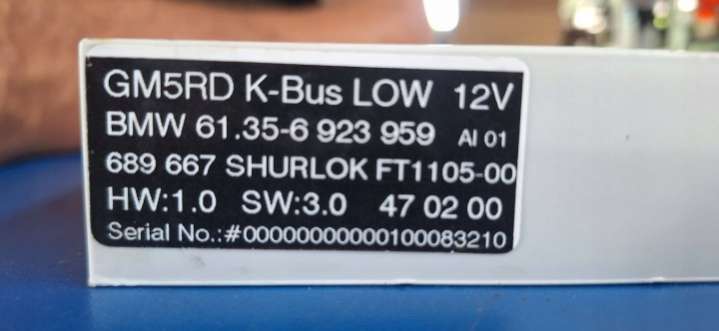 GM5RD K-Bus LOW 12V
BMW 61.35-6 923 959 AI 01
689 667 SHURLOK FT1105-00
HW:1.0 SW:3.0 47 02 00
Serial No.:#00000000000100083210